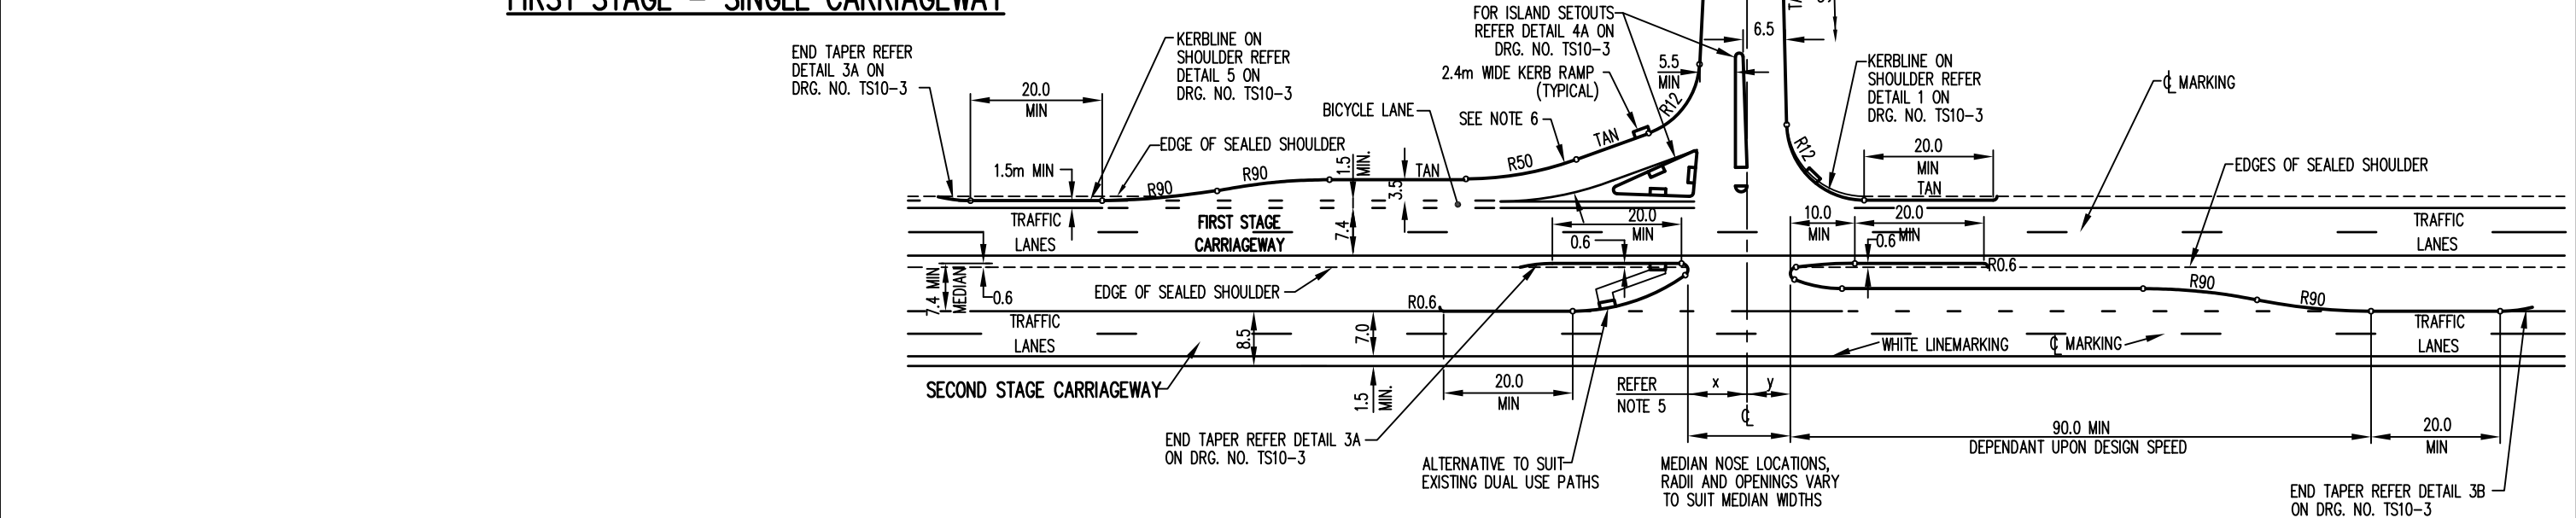 FIRST STAGE - SINGLE CARRIAGEWAY
END TAPER REFER
DETAIL 3A ON
DRG. NO. TS10-3
20.0
MIN
KERBLINE ON
SHOULDER REFER
DETAIL 5 ON
DRG. NO. TS10-3
1.5m MIN
EDGE OF SEALED SHOULDER
BICYCLE LANE
FOR ISLAND SETOUTS
REFER DETAIL 4A ON
DRG. NO. TS10-3
2.4m WIDE KERB RAMP
(TYPICAL)
SEE NOTE 6
5.5
MIN
6.5
KERBLINE ON
SHOULDER REFER
DETAIL 1 ON
DRG. NO. TS10-3
℄ MARKING
20.0
MIN
TAN
EDGES OF SEALED SHOULDER
R90
R90
1.5
MIN.
TAN
3.5
R50
TAN
R12
R12
TRAFFIC
LANES
FIRST STAGE
CARRIAGEWAY
7.4
20.0
MIN
0.6
10.0
MIN
20.0
MIN
0.6
TRAFFIC
LANES
7.4 MIN
MEDIAN
0.6
EDGE OF SEALED SHOULDER
R0.6
R0.6
R90
R90
TRAFFIC
LANES
8.5
7.0
WHITE LINEMARKING
℄ MARKING
TRAFFIC
LANES
SECOND STAGE CARRIAGEWAY
1.5
MIN.
20.0
MIN
REFER
NOTE 5
x
y
℄
90.0 MIN
DEPENDANT UPON DESIGN SPEED
20.0
MIN
END TAPER REFER DETAIL 3A
ON DRG. NO. TS10-3
ALTERNATIVE TO SUIT
EXISTING DUAL USE PATHS
MEDIAN NOSE LOCATIONS,
RADII AND OPENINGS VARY
TO SUIT MEDIAN WIDTHS
END TAPER REFER DETAIL 3B
ON DRG. NO. TS10-3